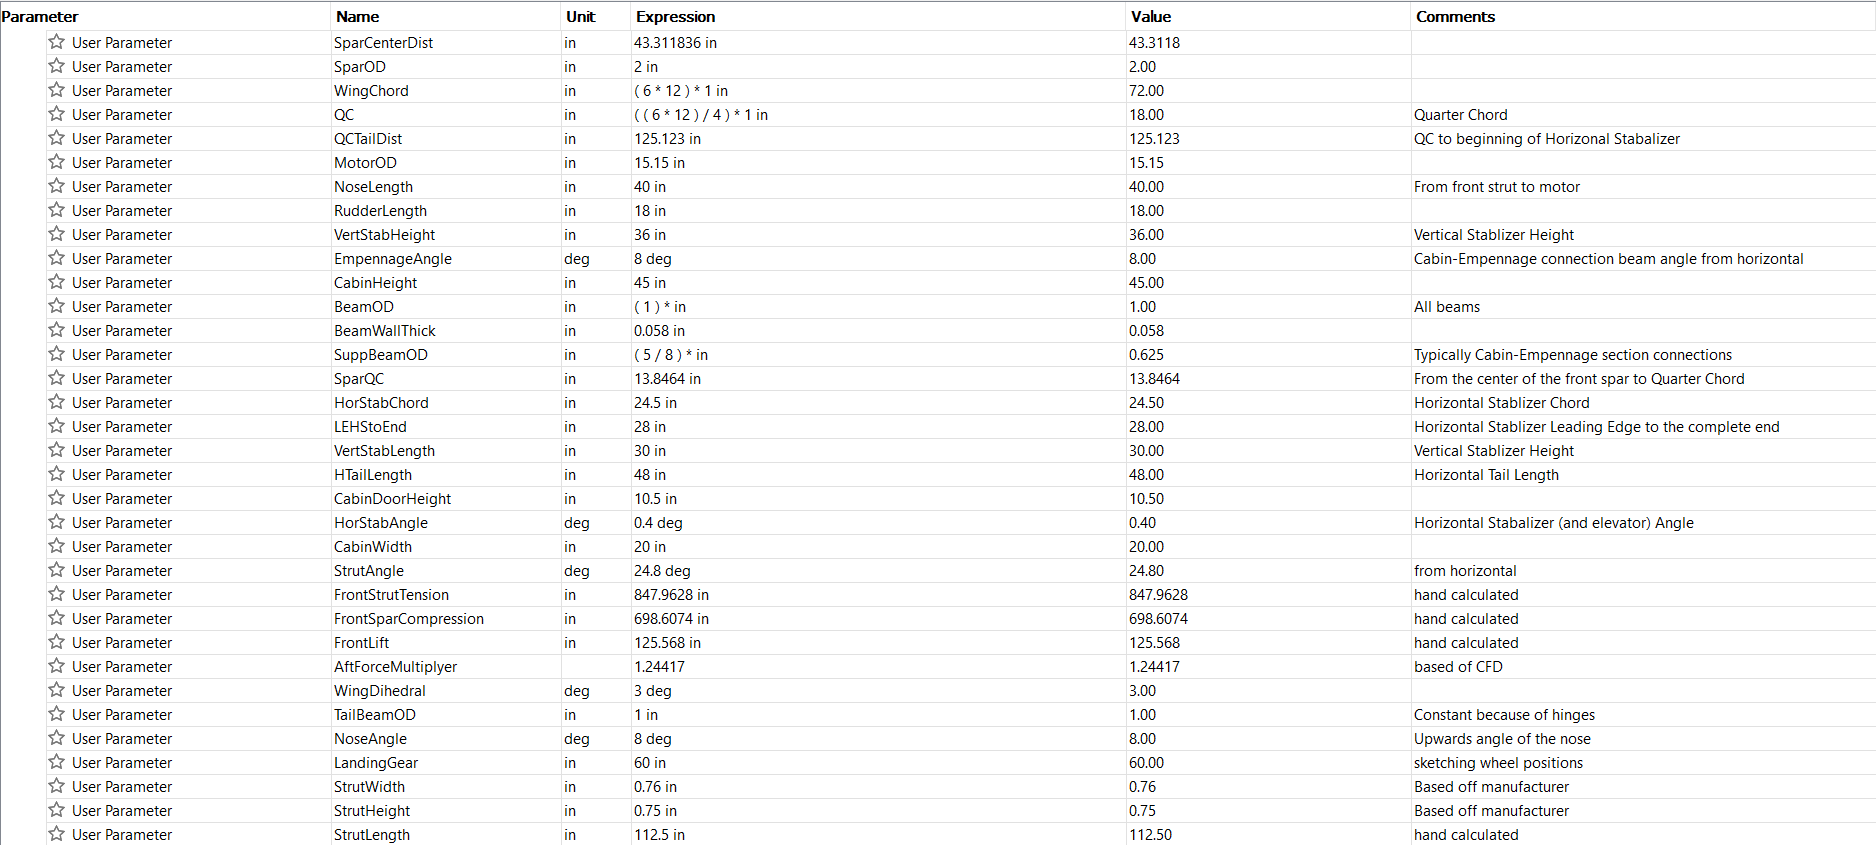 Parameter Name Unit Expression Value Comments
User Parameter SparCenterDist in 43.311836 in 43.3118
User Parameter SparOD in 2 in 2.00
User Parameter WingChord in ( 6 * 12 ) * 1 in 72.00
User Parameter QC in ( ( 6 * 12 ) / 4 ) * 1 in 18.00 Quarter Chord
User Parameter QCTailDist in 125.123 in 125.123 QC to beginning of Horizonal Stabalizer
User Parameter MotorOD in 15.15 in 15.15
User Parameter NoseLength in 40 in 40.00 From front strut to motor
User Parameter RudderLength in 18 in 18.00
User Parameter VertStabHeight in 36 in 36.00 Vertical Stablizer Height
User Parameter EmpennageAngle deg 8 deg 8.00 Cabin-Empennage connection beam angle from horizontal
User Parameter CabinHeight in 45 in 45.00
User Parameter BeamOD in ( 1 ) * in 1.00 All beams
User Parameter BeamWallThick in 0.058 in 0.058
User Parameter SuppBeamOD in ( 5 / 8 ) * in 0.625 Typically Cabin-Empennage section connections
User Parameter SparQC in 13.8464 in 13.8464 From the center of the front spar to Quarter Chord
User Parameter HorStabChord in 24.5 in 24.50 Horizontal Stablizer Chord
User Parameter LEHStoEnd in 28 in 28.00 Horizontal Stablizer Leading Edge to the complete end
User Parameter VertStabLength in 30 in 30.00 Vertical Stablizer Height
User Parameter HTailLength in 48 in 48.00 Horizontal Tail Length
User Parameter CabinDoorHeight in 10.5 in 10.50
User Parameter HorStabAngle deg 0.4 deg 0.40 Horizontal Stabalizer (and elevator) Angle
User Parameter CabinWidth in 20 in 20.00
User Parameter StrutAngle deg 24.8 deg 24.80 from horizontal
User Parameter FrontStrutTension in 847.9628 in 847.9628 hand calculated
User Parameter FrontSparCompression in 698.6074 in 698.6074 hand calculated
User Parameter FrontLift in 125.568 in 125.568 hand calculated
User Parameter AftForceMultiplyer 1.24417 1.24417 based of CFD
User Parameter WingDihedral deg 3 deg 3.00
User Parameter TailBeamOD in 1 in 1.00 Constant because of hinges
User Parameter NoseAngle deg 8 deg 8.00 Upwards angle of the nose
User Parameter LandingGear in 60 in 60.00 sketching wheel positions
User Parameter StrutWidth in 0.76 in 0.76 Based off manufacturer
User Parameter StrutHeight in 0.75 in 0.75 Based off manufacturer
User Parameter StrutLength in 112.5 in 112.50 hand calculated